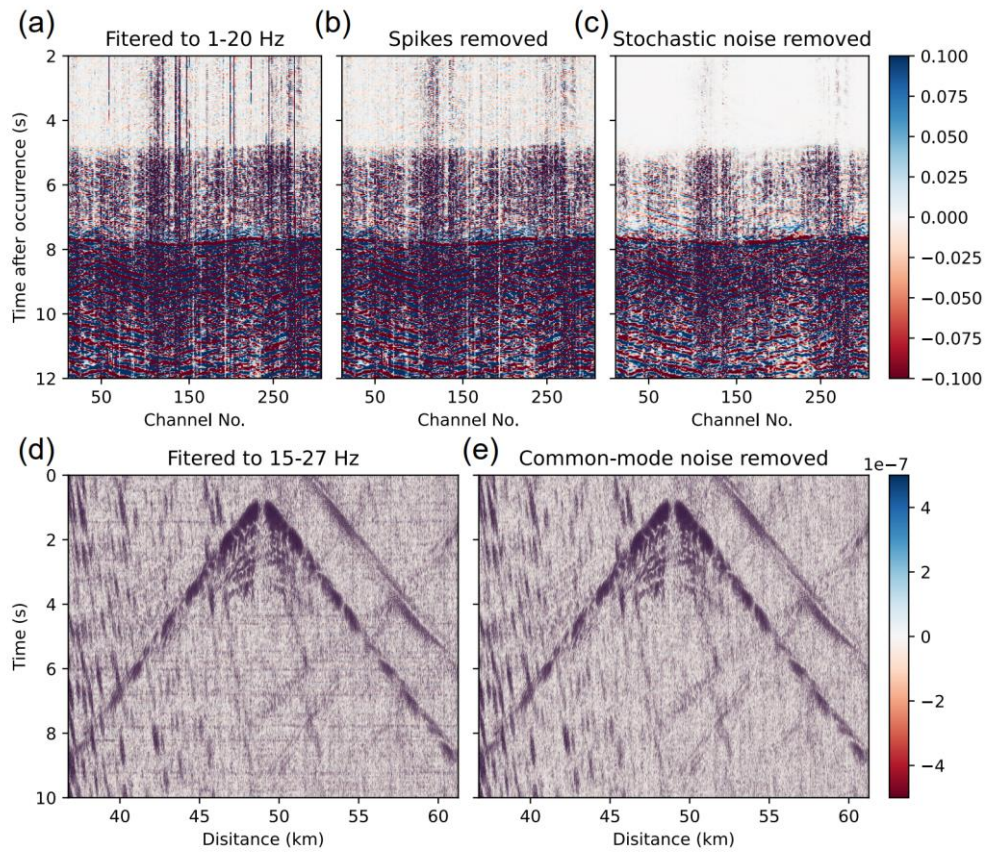 (a) Fitered to 1-20 Hz
(b) Spikes removed
(c) Stochastic noise removed
2
4
6
8
10
12
Time after occurrence (s)
50 150 250
Channel No.
50 150 250
Channel No.
50 150 250
Channel No.
0.100
0.075
0.050
0.025
0.000
−0.025
−0.050
−0.075
−0.100
(d) Fitered to 15-27 Hz
(e) Common-mode noise removed
0
2
4
6
8
10
Time (s)
40 45 50 55 60
Disitance (km)
40 45 50 55 60
Disitance (km)
1e-7
4
2
0
−2
−4